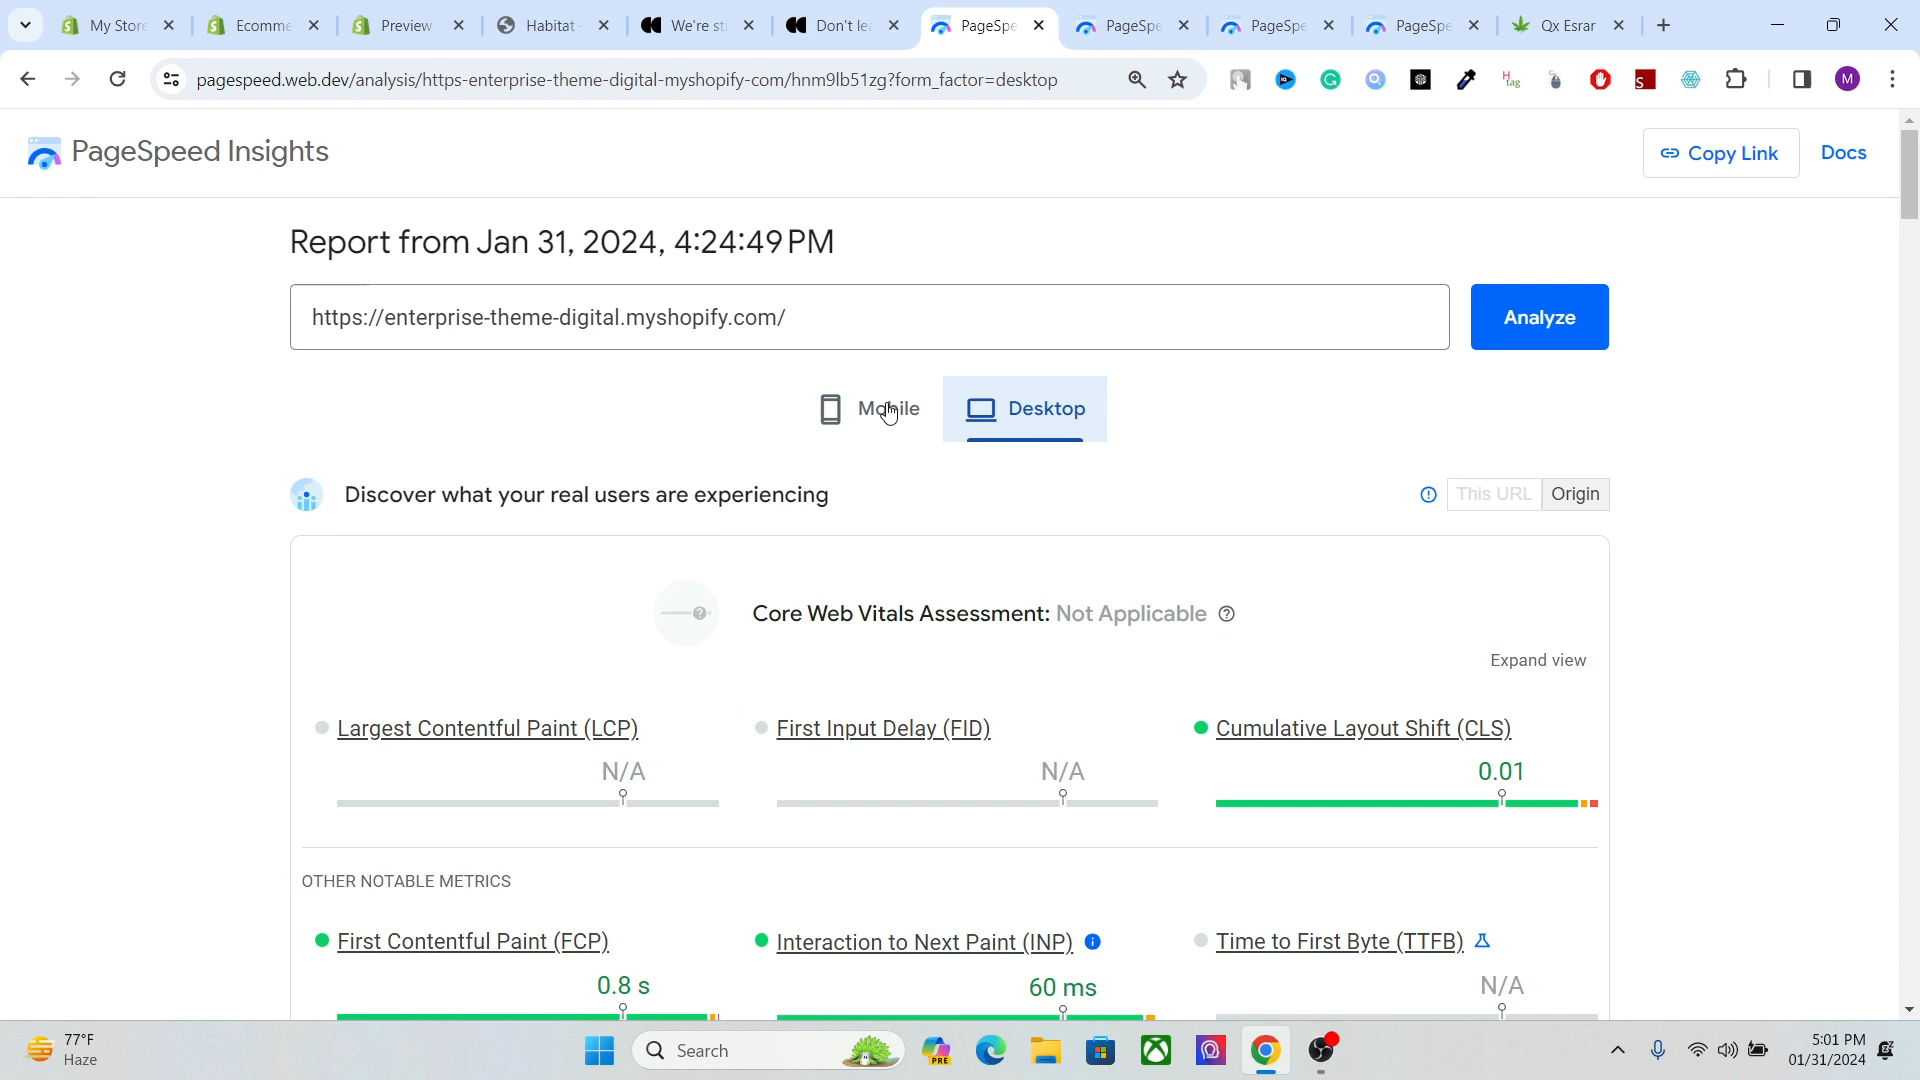 My Store
Ecomme
Preview
Habitat -
We're sti
Don't lea
PageSpe
PageSpe
PageSpe
PageSpe
Qx Esrar
pagespeed.web.dev/analysis/https-enterprise-theme-digital-myshopify-com/hnm9lb51zg?form_factor=desktop
H
tag
S
M
PageSpeed Insights
Copy Link
Docs
Report from Jan 31, 2024, 4:24:49 PM
https://enterprise-theme-digital.myshopify.com/
Analyze
Mobile
Desktop
Discover what your real users are experiencing
This URL
Origin
Core Web Vitals Assessment: Not Applicable
Expand view
Largest Contentful Paint (LCP)
N/A
First Input Delay (FID)
N/A
Cumulative Layout Shift (CLS)
0.01
OTHER NOTABLE METRICS
First Contentful Paint (FCP)
0.8 s
Interaction to Next Paint (INP)
60 ms
Time to First Byte (TTFB)
N/A
77°F
Haze
Search
PRE
5:01 PM
01/31/2024